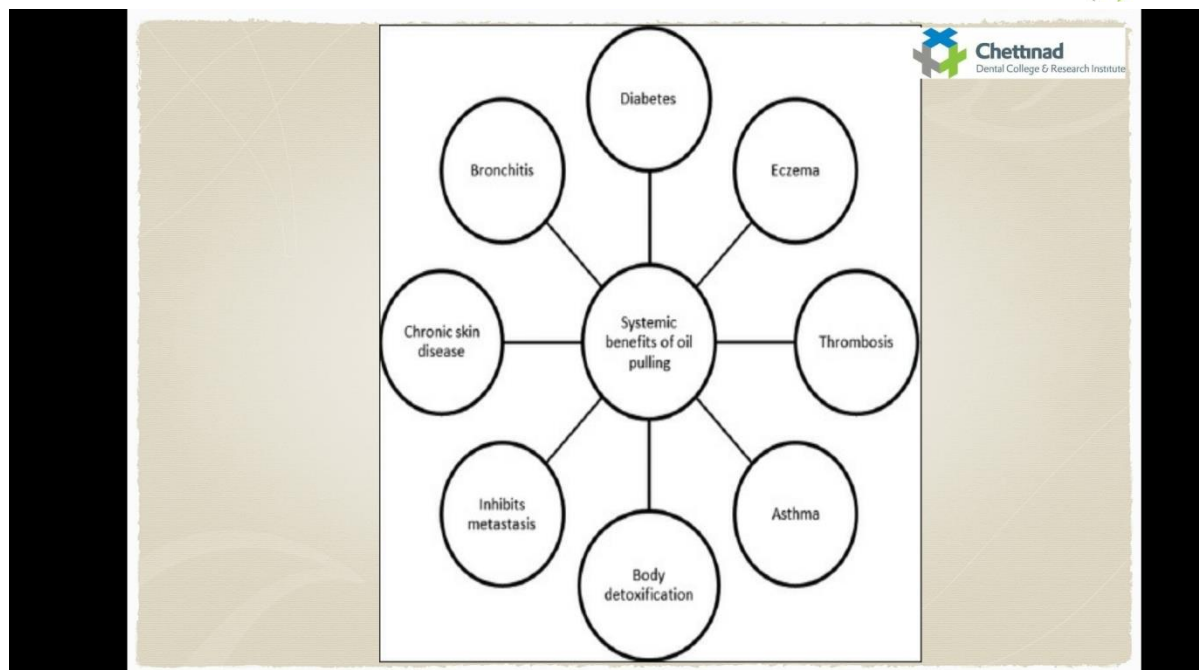 Chettinad
Dental College & Research Institute
Diabetes
Bronchitis
Eczema
Chronic skin
disease
Systemic
benefits of oil
pulling
Thrombosis
Inhibits
metastasis
Asthma
Body
detoxification